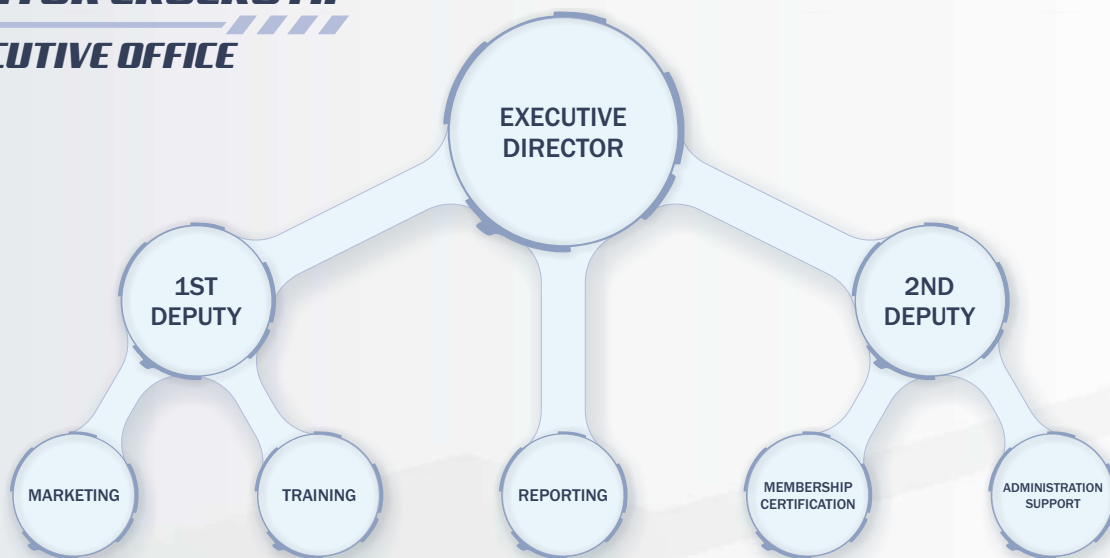 CUTIVE OFFICE
EXECUTIVE
DIRECTOR
1ST
DEPUTY
2ND
DEPUTY
MARKETING
TRAINING
REPORTING
MEMBERSHIP
CERTIFICATION
ADMINISTRATION
SUPPORT